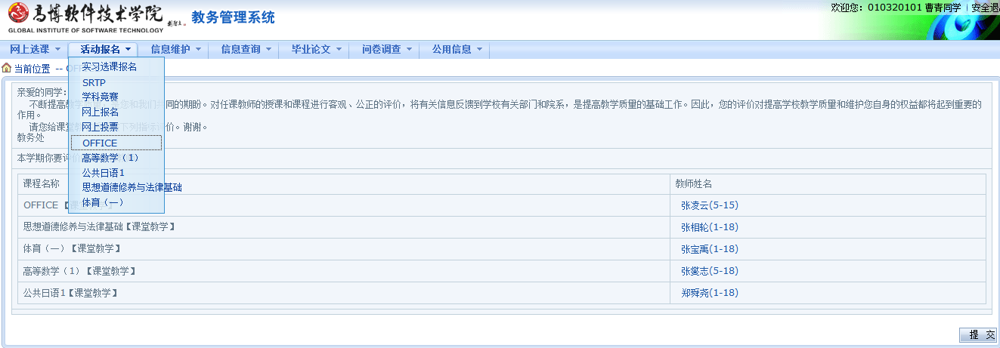 高博软件技术学院
GLOBAL INSTITUTE OF SOFTWARE TECHNOLOGY
教务管理系统
欢迎您：010320101 曹青同学 | 安全退
网上选课 活动报名 信息维护 信息查询 毕业论文 问卷调查 公用信息
当前位置 -- OF
实习选课报名
SRTP
学科竞赛
网上报名
网上投票
OFFICE
高等数学（1）
公共日语1
思想道德修养与法律基础
体育（一）
亲爱的同学：
不断提高教 您和我们共同的期盼。对任课教师的授课和课程进行客观、公正的评价，将有关信息反馈到学校有关部门和院系，是提高教学质量的基础工作。因此，您的评价对提高学校教学质量和维护您自身的权益都将起到重要的
作用。
请您给课堂 下列指标评价。谢谢。
教务处
本学期你要评价
课程名称 教师姓名
OFFICE 【课堂教学】 张凌云(5-15)
思想道德修养与法律基础【课堂教学】 张相轮(1-18)
体育（一）【课堂教学】 张宝禹(1-18)
高等数学（1）【课堂教学】 张燮志(5-18)
公共日语1【课堂教学】 郑舜尧(1-18)
提 交